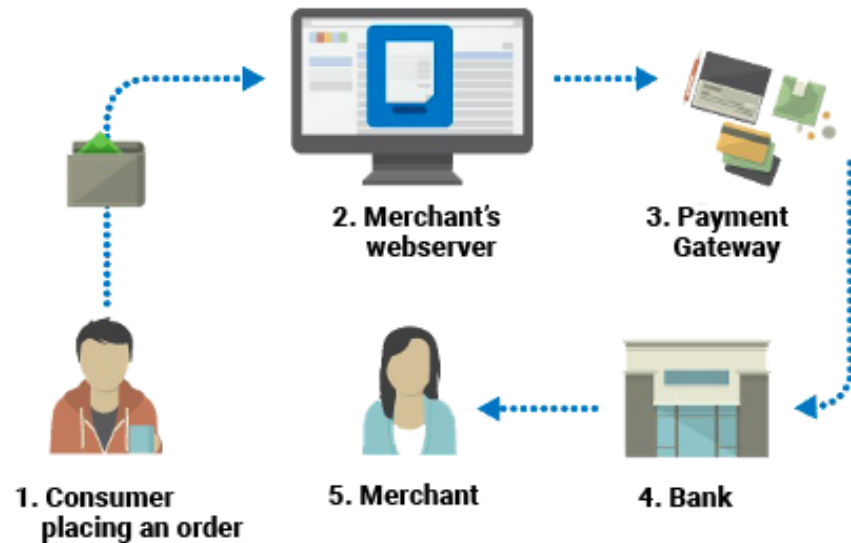 2. Merchant's
webserver
3. Payment
Gateway
1. Consumer
placing an order
5. Merchant
4. Bank